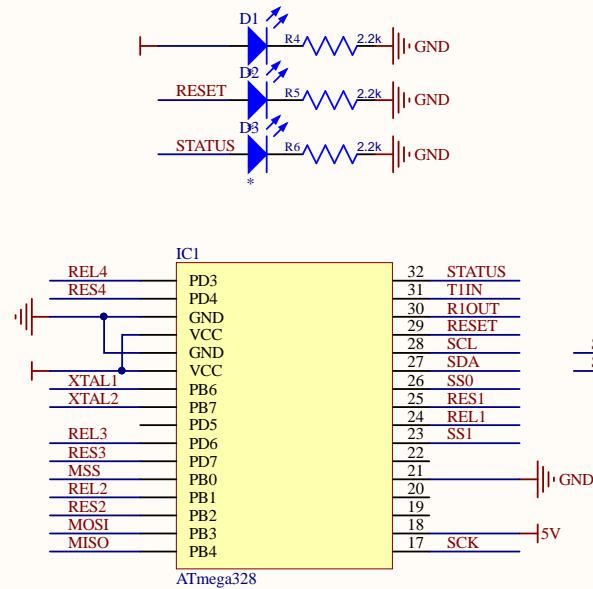 D1
R4 2.2k GND
D2
RESET R5 2.2k GND
D3
STATUS R6 2.2k GND
*
IC1
REL4 PD3 32 STATUS
RES4 PD4 31 T1IN
GND 30 R1OUT
VCC 29 RESET
GND 28 SCL
VCC 27 SDA
XTAL1 PB6 26 SS0
XTAL2 PB7 25 RES1
PD5 24 REL1
REL3 PD6 23 SS1
RES3 PD7 22
MSS PB0 21 GND
REL2 PB1 20
RES2 PB2 19
MOSI PB3 18 5V
MISO PB4 17 SCK
ATmega328